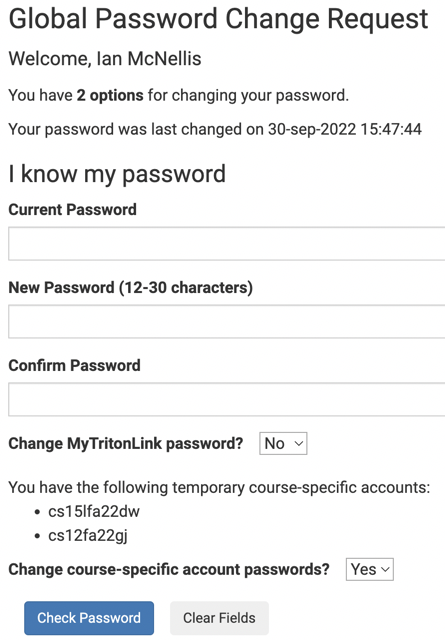 Global Password Change Request
Welcome, Ian McNellis
You have 2 options for changing your password.
Your password was last changed on 30-sep-2022 15:47:44
I know my password
Current Password
New Password (12-30 characters)
Confirm Password
Change MyTritonLink password? No
You have the following temporary course-specific accounts:
• cs15lfa22dw
• cs12fa22gj
Change course-specific account passwords? Yes
Check Password Clear Fields